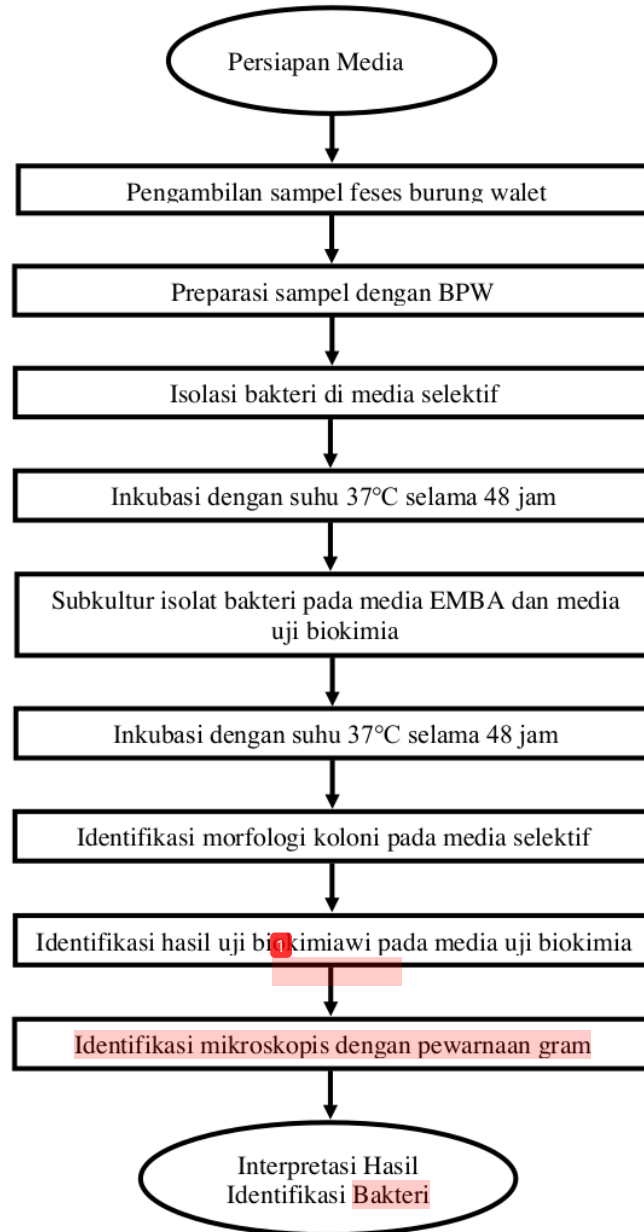 Persiapan Media
Pengambilan sampel feses burung walet
Preparasi sampel dengan BPW
Isolasi bakteri di media selektif
Inkubasi dengan suhu 37°C selama 48 jam
Subkultur isolat bakteri pada media EMBA dan media
uji biokimia
Inkubasi dengan suhu 37°C selama 48 jam
Identifikasi morfologi koloni pada media selektif
Identifikasi hasil uji biokimiawi pada media uji biokimia
1
Identifikasi mikroskopis dengan pewarnaan gram
Interpretasi Hasil
Identifikasi Bakteri